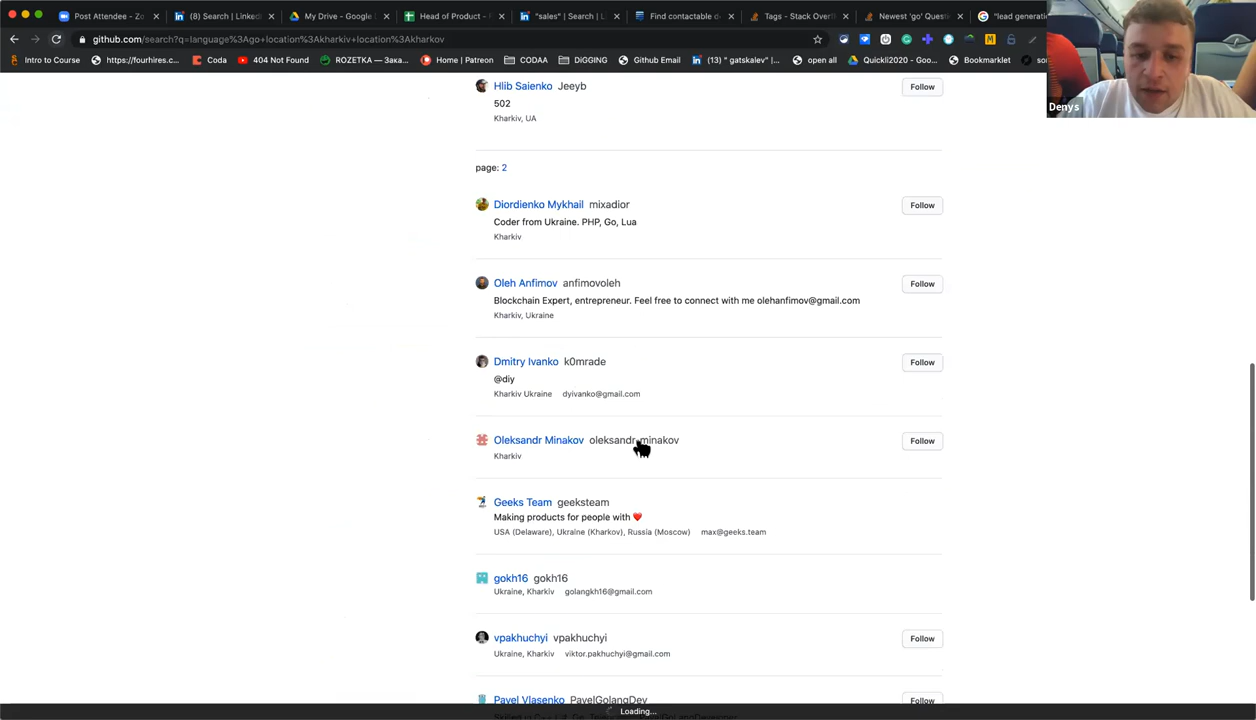 Post Attendee - Zo
(8) Search | Linked
My Drive - Google
Head of Product -
"sales" | Search | L
Find contactable d
Tags - Stack Over
Newest 'go' Quest
"lead generati
github.com/search?q=language%3Ago+location%3Akharkiv+location%3Akharkov
Intro to Course
https://fourhires.c...
Coda
404 Not Found
ROZETKA — Зака...
Home | Patreon
CODAA
DiGGING
Github Email
(13) " gatskalev" |...
open all
Quickli2020 - Goo...
Bookmarklet
Denys
Hlib Saienko Jeeyb
Follow
502
Kharkiv, UA
page: 2
Diordienko Mykhail mixadior
Follow
Coder from Ukraine. PHP, Go, Lua
Kharkiv
Oleh Anfimov anfimovoleh
Follow
Blockchain Expert, entrepreneur. Feel free to connect with me olehanfimov@gmail.com
Kharkiv, Ukraine
Dmitry Ivanko k0mrade
Follow
@diy
Kharkiv Ukraine dyivanko@gmail.com
Oleksandr Minakov oleksandr-minakov
Follow
Kharkiv
Geeks Team geeksteam
Making products for people with ❤️
USA (Delaware), Ukraine (Kharkov), Russia (Moscow) max@geeks.team
gokh16 gokh16
Ukraine, Kharkiv golangkh16@gmail.com
vpakhuchyi vpakhuchyi
Follow
Ukraine, Kharkiv viktor.pakhuchyi@gmail.com
Pavel Vlasenko PavelGolangDev
Follow
Loading...